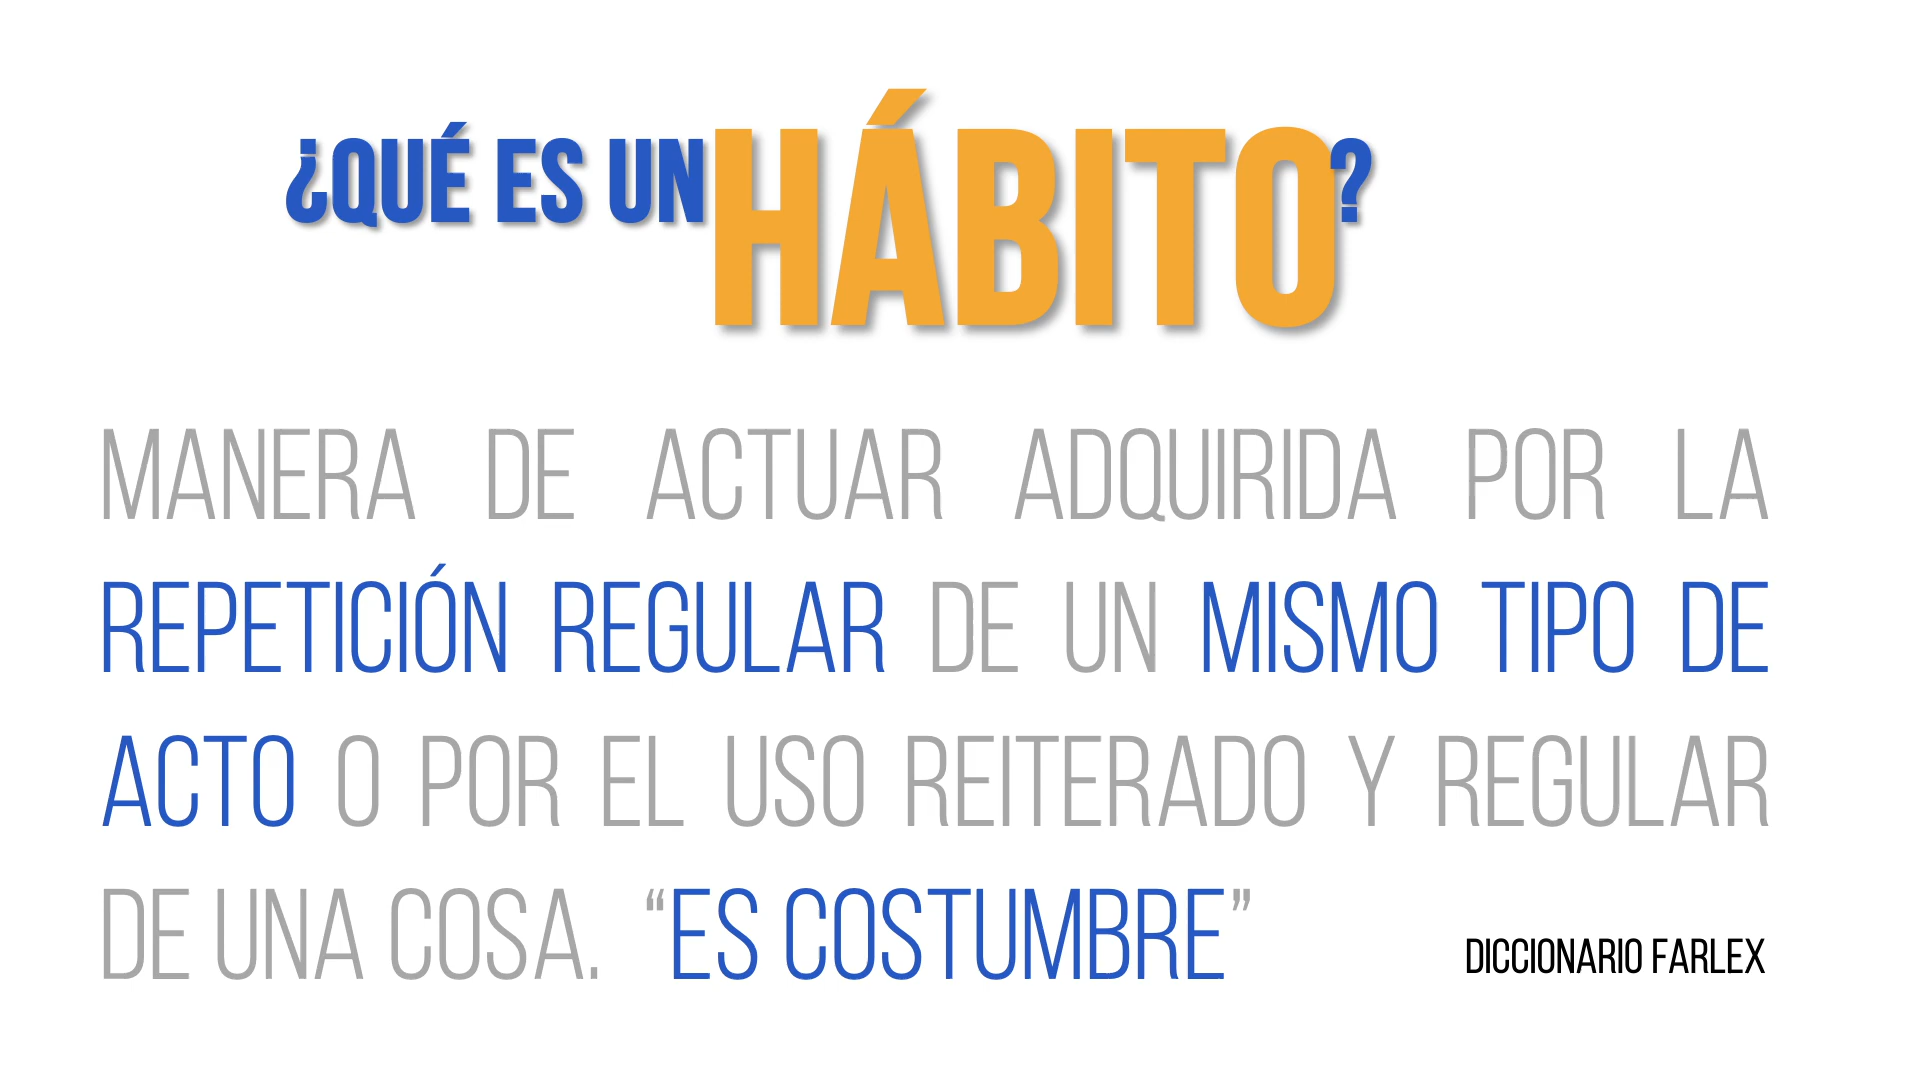 ¿QUÉ ES UN HÁBITO?
MANERA DE ACTUAR ADQUIRIDA POR LA
REPETICIÓN REGULAR DE UN MISMO TIPO DE
ACTO O POR EL USO REITERADO Y REGULAR
DE UNA COSA. “ES COSTUMBRE”
DICCIONARIO FARLEX